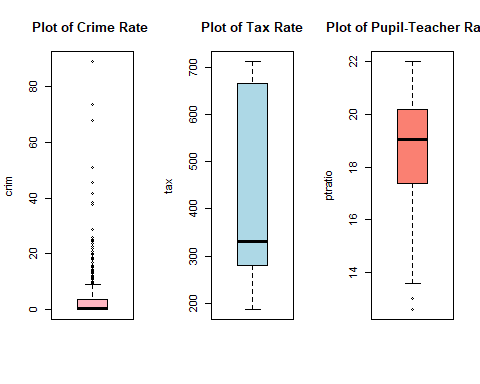 Plot of Crime Rate
Plot of Tax Rate
Plot of Pupil-Teacher Ra
crim
0
20
40
60
80
tax
200
300
400
500
600
700
ptratio
14
16
18
20
22